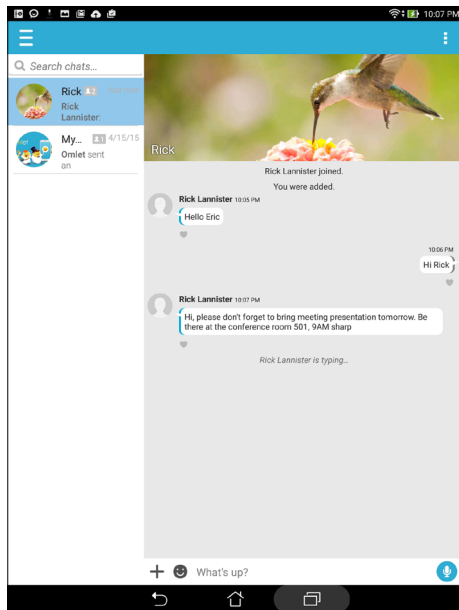 10:07 PM
Search chats...
Rick 2
Rick
Lannister:
My... 1 4/15/15
Omlet sent
an
Rick
Rick Lannister joined.
You were added.
Rick Lannister 10:05 PM
Hello Eric
10:06 PM
Hi Rick
Rick Lannister 10:07 PM
Hi, please don't forget to bring meeting presentation tomorrow. Be
there at the conference room 501, 9AM sharp
Rick Lannister is typing...
What's up?